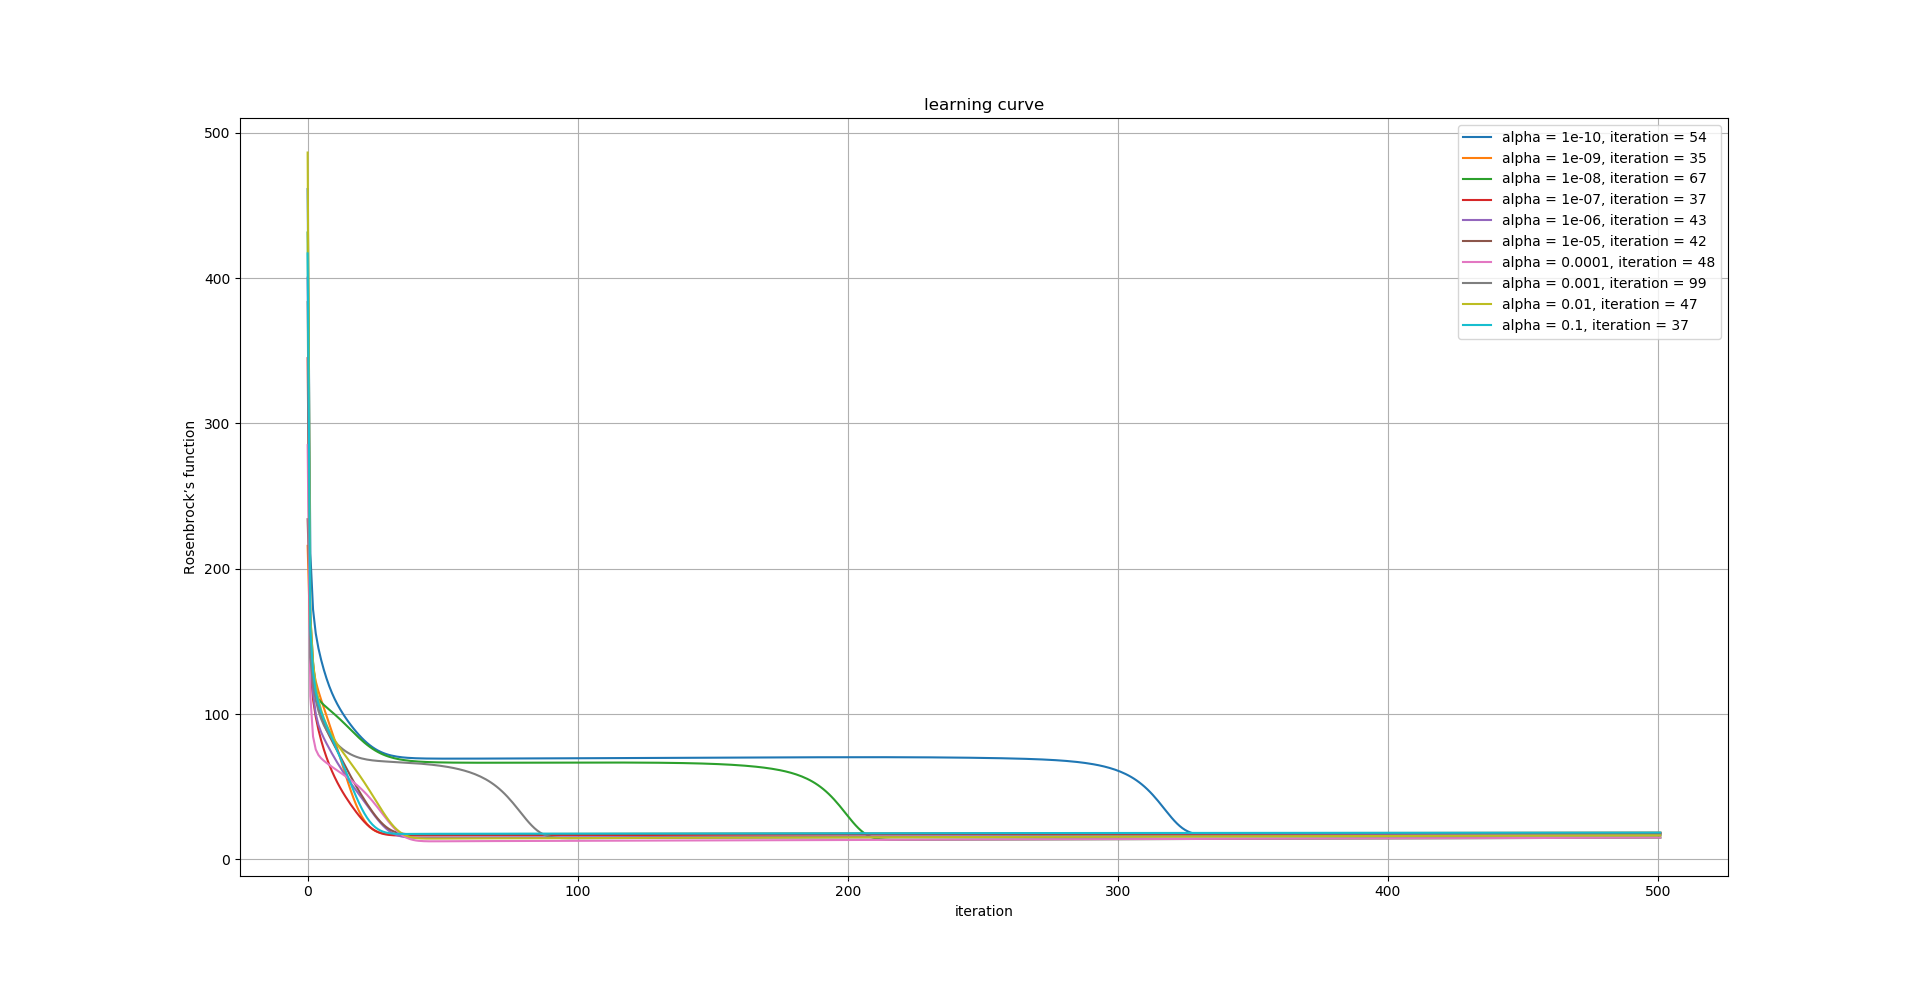 learning curve
500
400
300
200
100
0
Rosenbrock’s function
0 100 200 300 400 500
iteration
alpha = 1e-10, iteration = 54
alpha = 1e-09, iteration = 35
alpha = 1e-08, iteration = 67
alpha = 1e-07, iteration = 37
alpha = 1e-06, iteration = 43
alpha = 1e-05, iteration = 42
alpha = 0.0001, iteration = 48
alpha = 0.001, iteration = 99
alpha = 0.01, iteration = 47
alpha = 0.1, iteration = 37